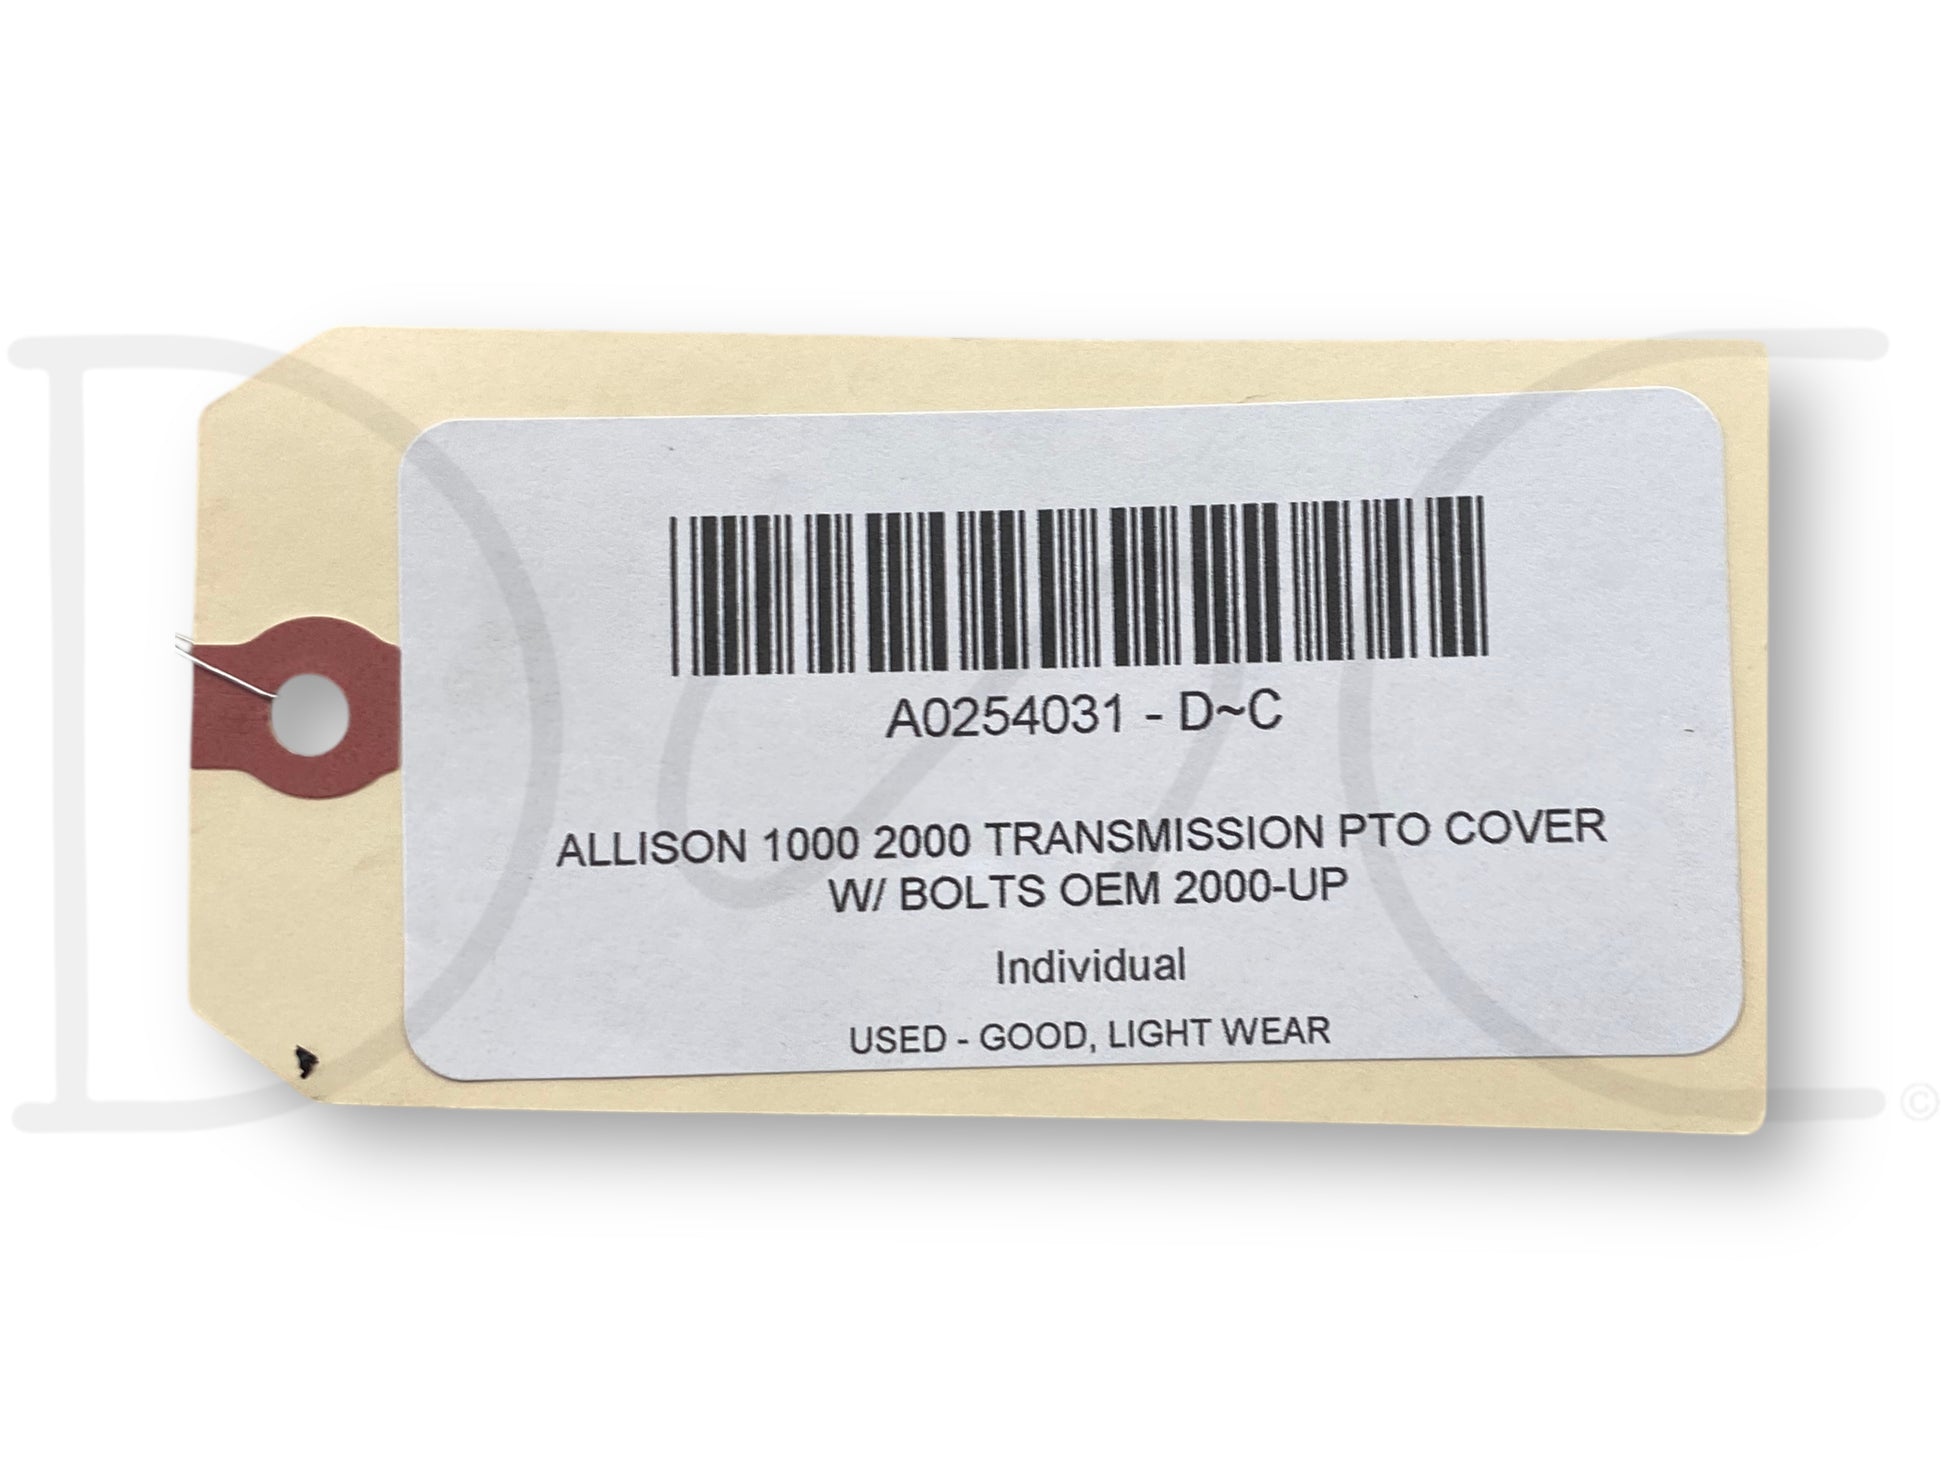 A0254031 - D~C
ALLISON 1000 2000 TRANSMISSION PTO COVER
W/ BOLTS OEM 2000-UP
Individual
USED - GOOD, LIGHT WEAR
D C
©